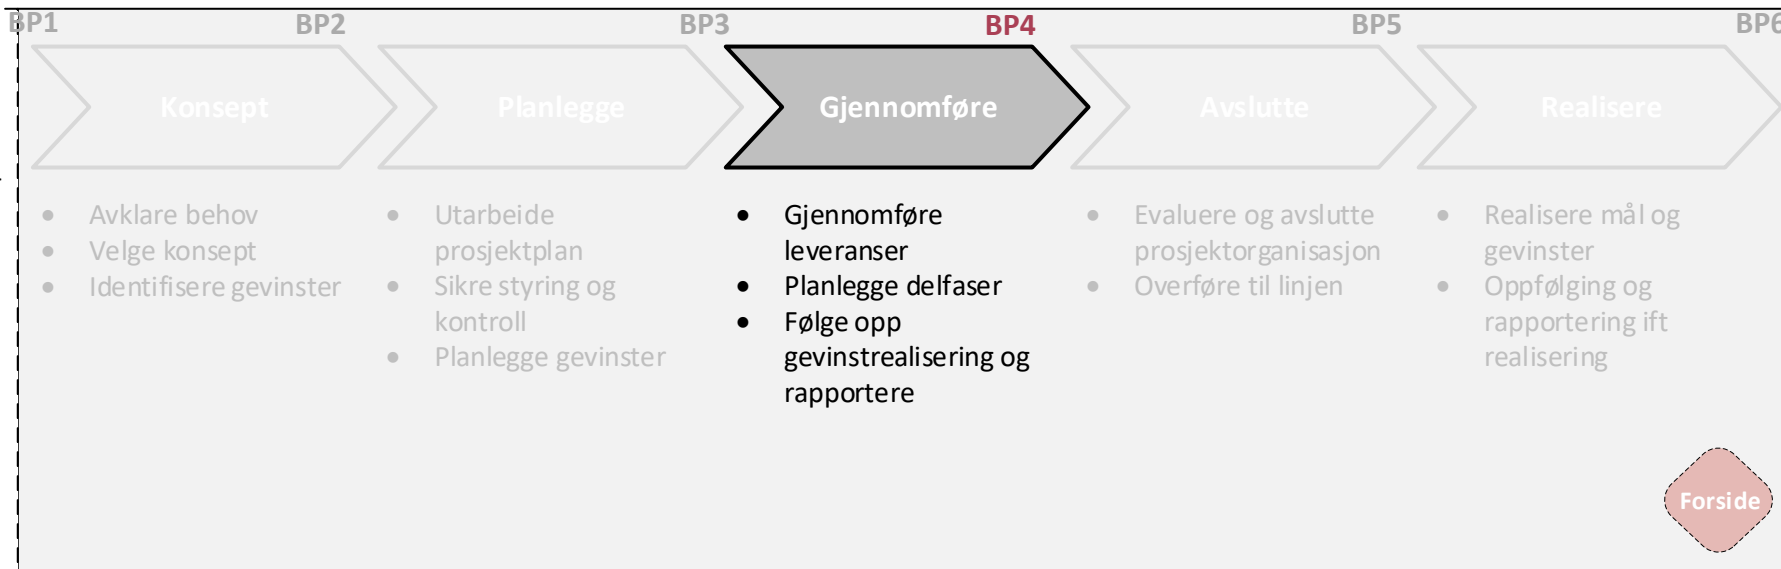 BP1 BP2 BP3 BP4 BP5 BP6
Konsept Planlegge Gjennomføre Avslutte Realisere
• Avklare behov
• Velge konsept
• Identifisere gevinster
• Utarbeide
prosjektplan
• Sikre styring og
kontroll
• Planlegge gevinster
• Gjennomføre
leveranser
• Planlegge delfaser
• Følge opp
gevinstrealisering og
rapportere
• Evaluere og avslutte
prosjektorganisasjon
• Overføre til linjen
• Realisere mål og
gevinster
• Oppfølging og
rapportering ift
realisering
Forside